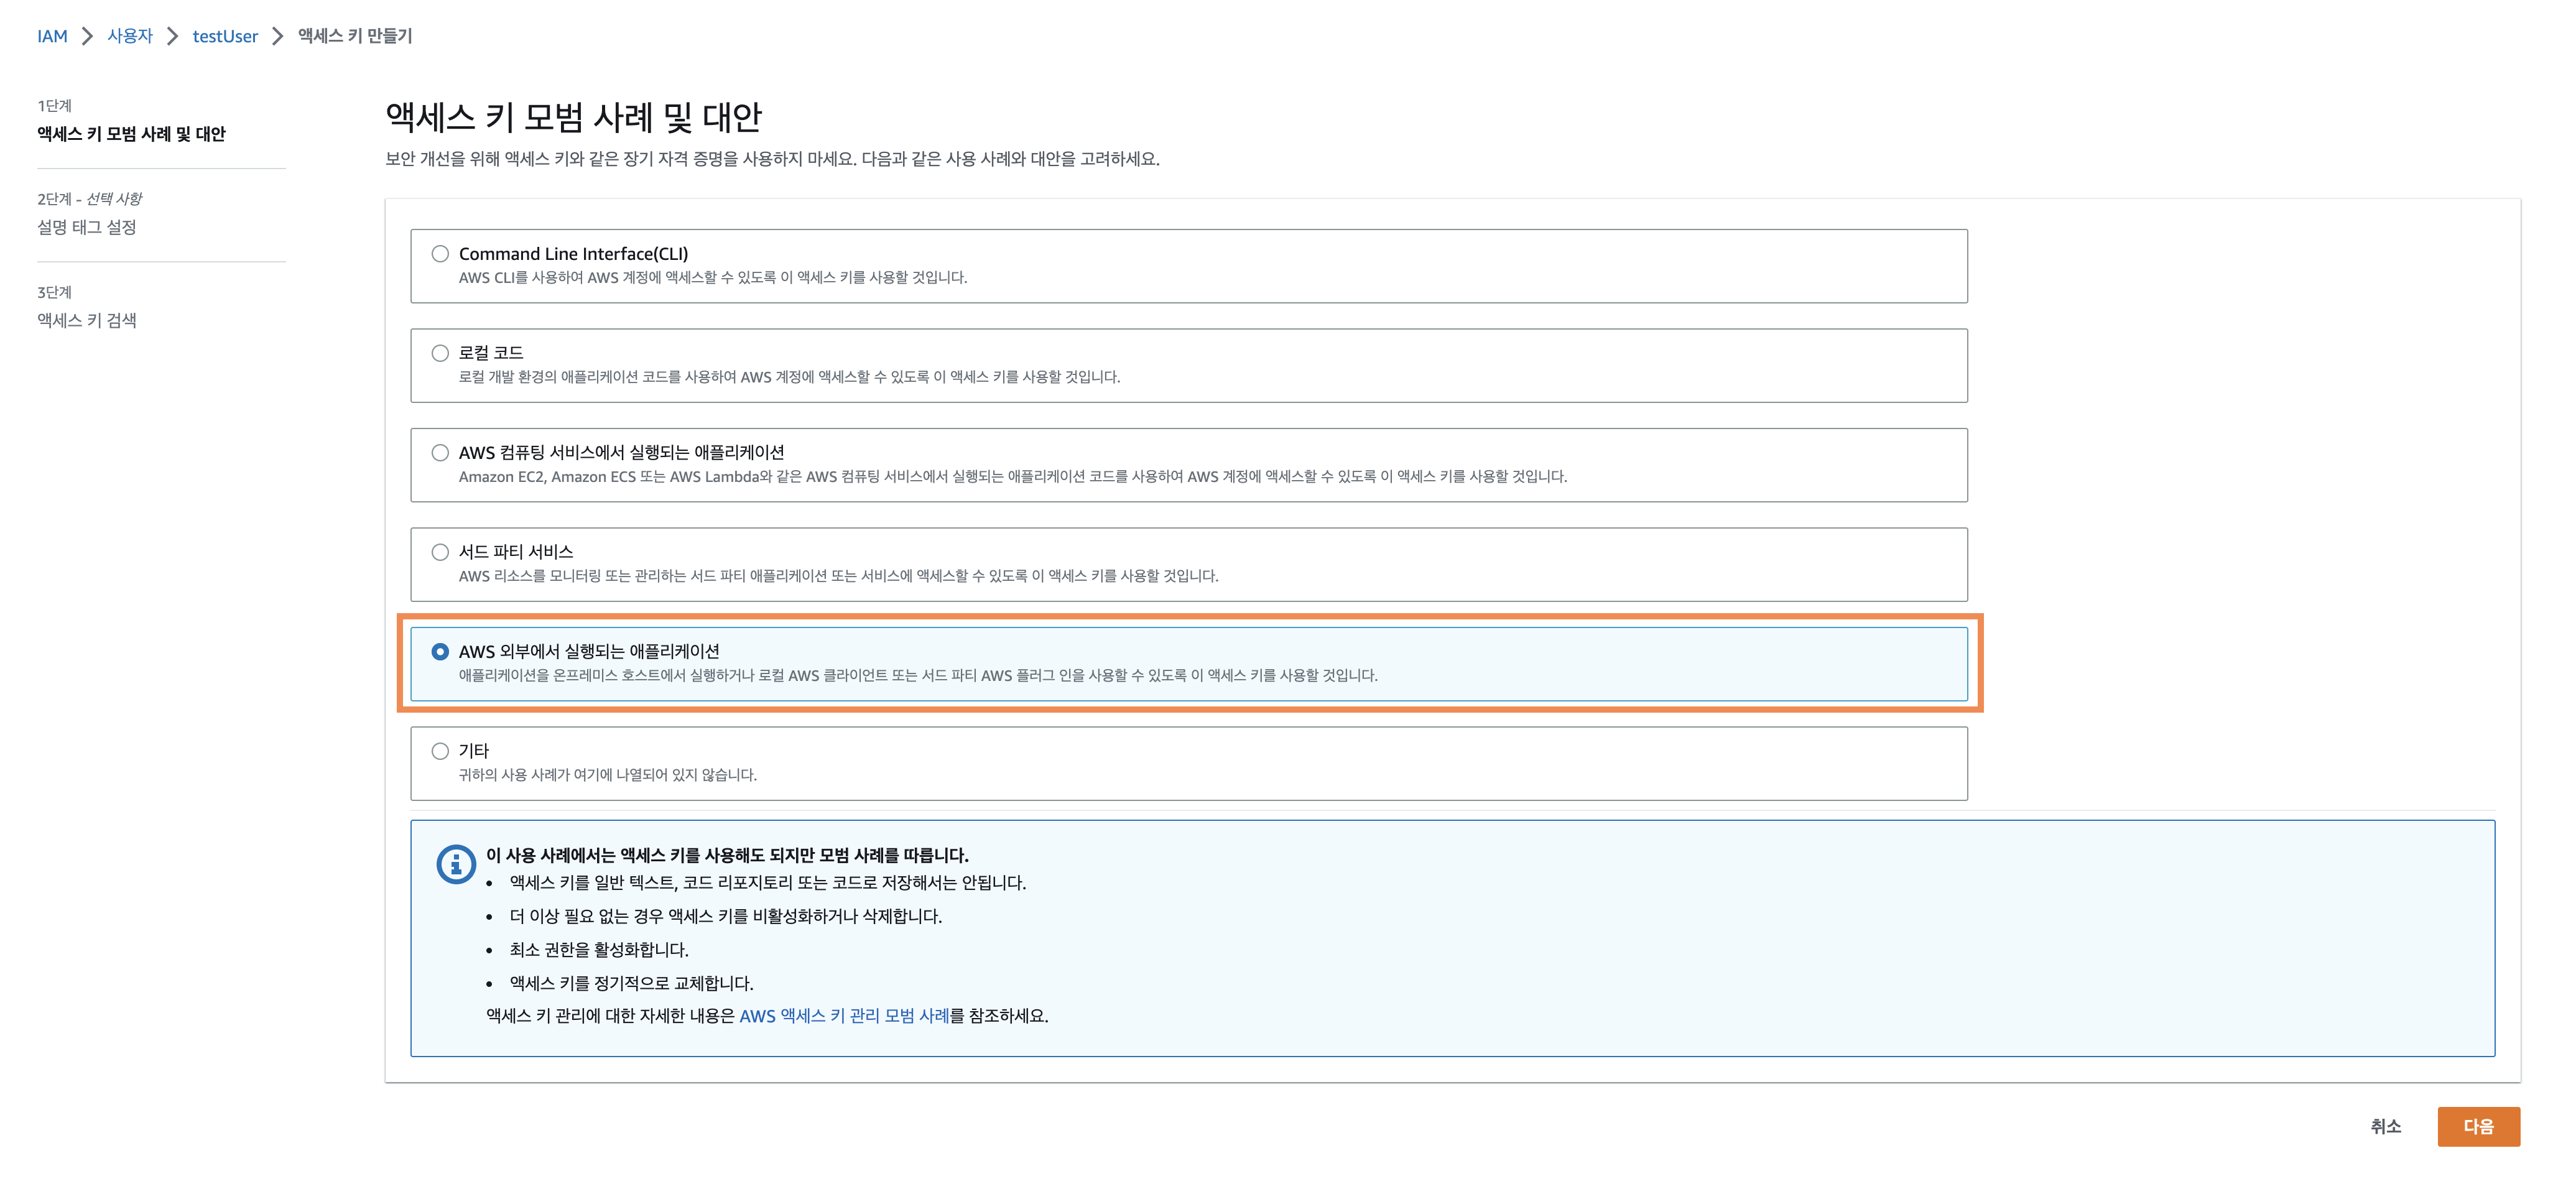 IAM > 사용자 > testUser > 액세스 키 만들기
1단계
액세스 키 모범 사례 및 대안
2단계 - 선택 사항
설명 태그 설정
3단계
액세스 키 검색
액세스 키 모범 사례 및 대안
보안 개선을 위해 액세스 키와 같은 장기 자격 증명을 사용하지 마세요. 다음과 같은 사용 사례와 대안을 고려하세요.
Command Line Interface(CLI)
AWS CLI를 사용하여 AWS 계정에 액세스할 수 있도록 이 액세스 키를 사용할 것입니다.
로컬 코드
로컬 개발 환경의 애플리케이션 코드를 사용하여 AWS 계정에 액세스할 수 있도록 이 액세스 키를 사용할 것입니다.
AWS 컴퓨팅 서비스에서 실행되는 애플리케이션
Amazon EC2, Amazon ECS 또는 AWS Lambda와 같은 AWS 컴퓨팅 서비스에서 실행되는 애플리케이션 코드를 사용하여 AWS 계정에 액세스할 수 있도록 이 액세스 키를 사용할 것입니다.
서드 파티 서비스
AWS 리소스를 모니터링 또는 관리하는 서드 파티 애플리케이션 또는 서비스에 액세스할 수 있도록 이 액세스 키를 사용할 것입니다.
AWS 외부에서 실행되는 애플리케이션
애플리케이션을 온프레미스 호스트에서 실행하거나 로컬 AWS 클라이언트 또는 서드 파티 AWS 플러그 인을 사용할 수 있도록 이 액세스 키를 사용할 것입니다.
기타
귀하의 사용 사례가 여기에 나열되어 있지 않습니다.
이 사용 사례에서는 액세스 키를 사용해도 되지만 모범 사례를 따릅니다.
• 액세스 키를 일반 텍스트, 코드 리포지토리 또는 코드로 저장해서는 안됩니다.
• 더 이상 필요 없는 경우 액세스 키를 비활성화하거나 삭제합니다.
• 최소 권한을 활성화합니다.
• 액세스 키를 정기적으로 교체합니다.
액세스 키 관리에 대한 자세한 내용은 AWS 액세스 키 관리 모범 사례를 참조하세요.
취소
다음